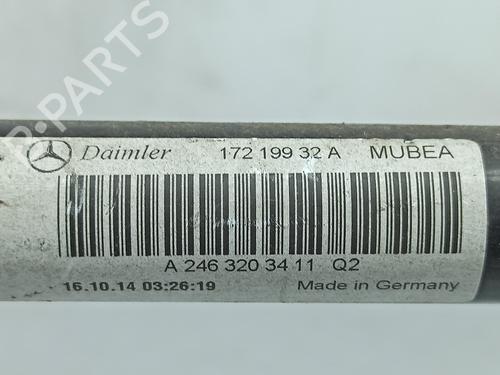 B-PARTS
Daimler 172 199 32 A MUBEA
A 246 320 34 11 Q2
16.10.14 03:26:19 Made in Germany